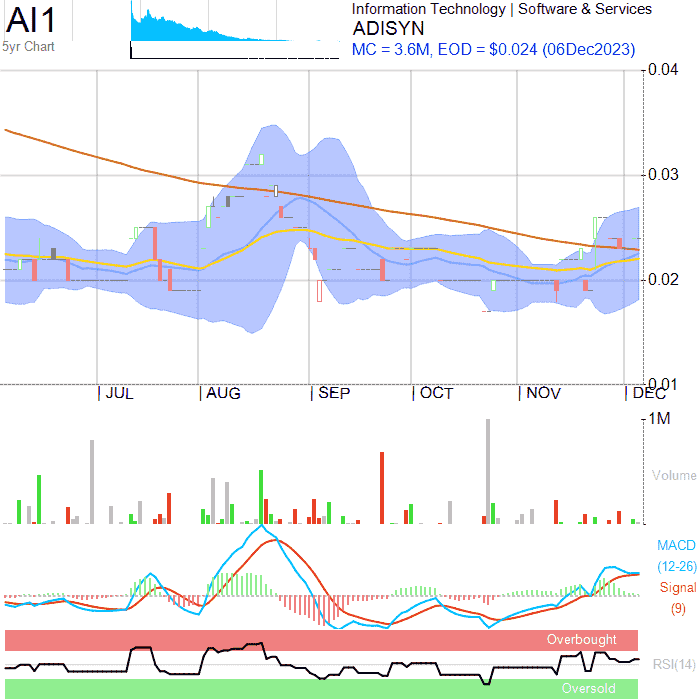 AI1
5yr Chart
Information Technology | Software & Services
ADISYN
MC = 3.6M, EOD = $0.024 (06Dec2023)
0.04
0.03
0.02
0.01
JUL AUG SEP OCT NOV DEC
1M
Volume
MACD
(12-26)
Signal
(9)
Overbought
RSI(14)
Oversold